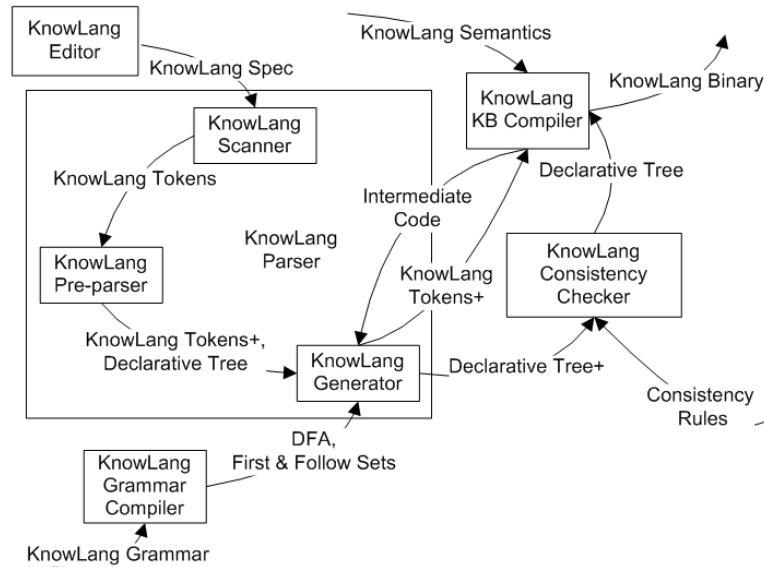 KnowLang
Editor
KnowLang Spec
KnowLang Semantics
KnowLang Binary
KnowLang
KB Compiler
KnowLang
Scanner
KnowLang Tokens
Declarative Tree
Intermediate
Code
KnowLang
Parser
KnowLang
Pre-parser
KnowLang
Tokens+
KnowLang
Consistency
Checker
KnowLang Tokens+,
Declarative Tree
KnowLang
Generator
Declarative Tree+
Consistency
Rules
DFA,
First & Follow Sets
KnowLang
Grammar
Compiler
KnowLang Grammar